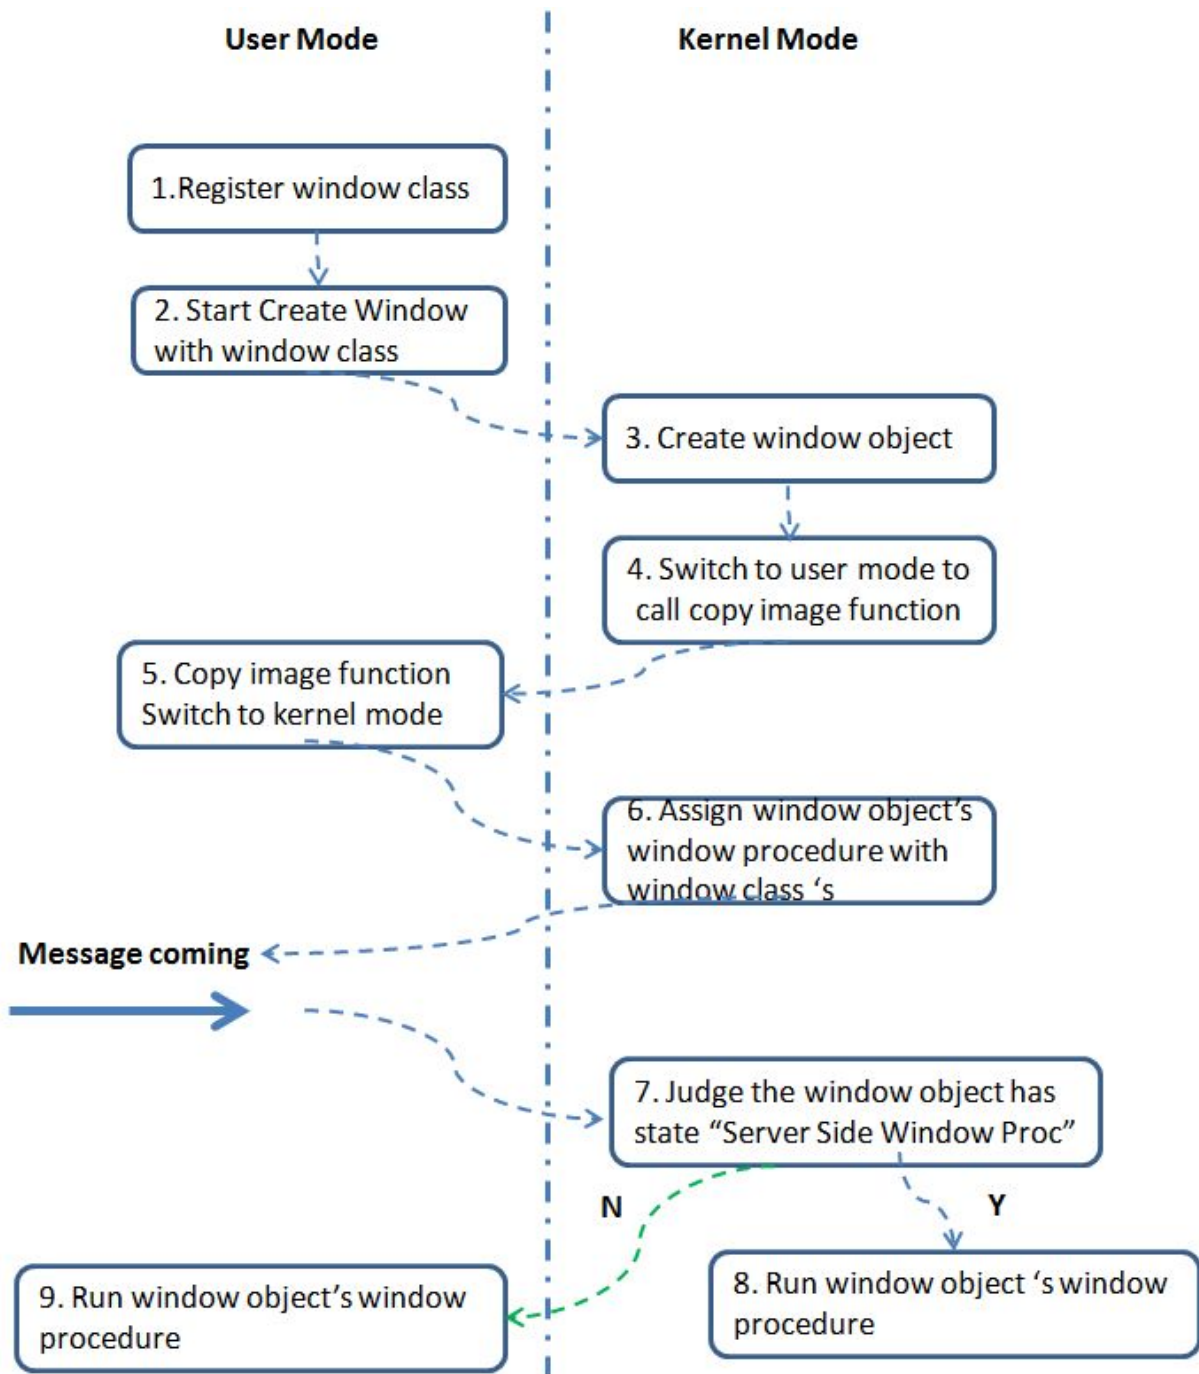 User Mode
Kernel Mode
1.Register window class
2. Start Create Window
with window class
3. Create window object
4. Switch to user mode to
call copy image function
5. Copy image function
Switch to kernel mode
6. Assign window object’s
window procedure with
window class ‘s
Message coming
7. Judge the window object has
state “Server Side Window Proc”
N
Y
8. Run window object ‘s window
procedure
9. Run window object’s window
procedure